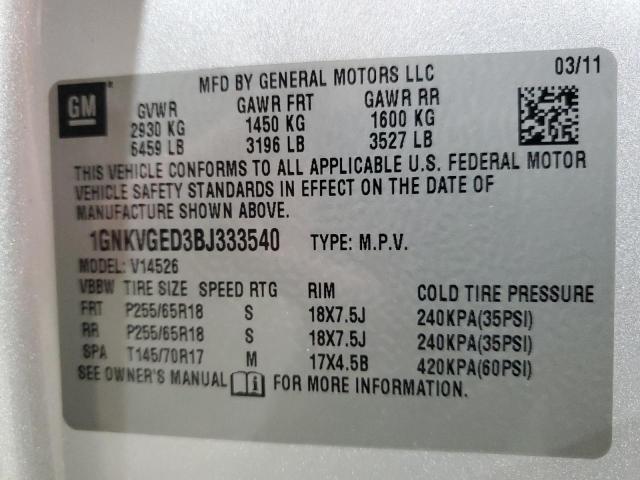 MFD BY GENERAL MOTORS LLC 03/11
GM
GVWR GAWR FRT GAWR RR
2930 KG 1450 KG 1600 KG
6459 LB 3196 LB 3527 LB
THIS VEHICLE CONFORMS TO ALL APPLICABLE U.S. FEDERAL MOTOR
VEHICLE SAFETY STANDARDS IN EFFECT ON THE DATE OF
MANUFACTURE SHOWN ABOVE.
1GNKVGED3BJ333540 TYPE: M.P.V.
MODEL: V14526
VBBW TIRE SIZE SPEED RTG RIM COLD TIRE PRESSURE
FRT P255/65R18 S 18X7.5J 240KPA(35PSI)
RR P255/65R18 S 18X7.5J 240KPA(35PSI)
SPA T145/70R17 M 17X4.5B 420KPA(60PSI)
SEE OWNER'S MANUAL i FOR MORE INFORMATION.